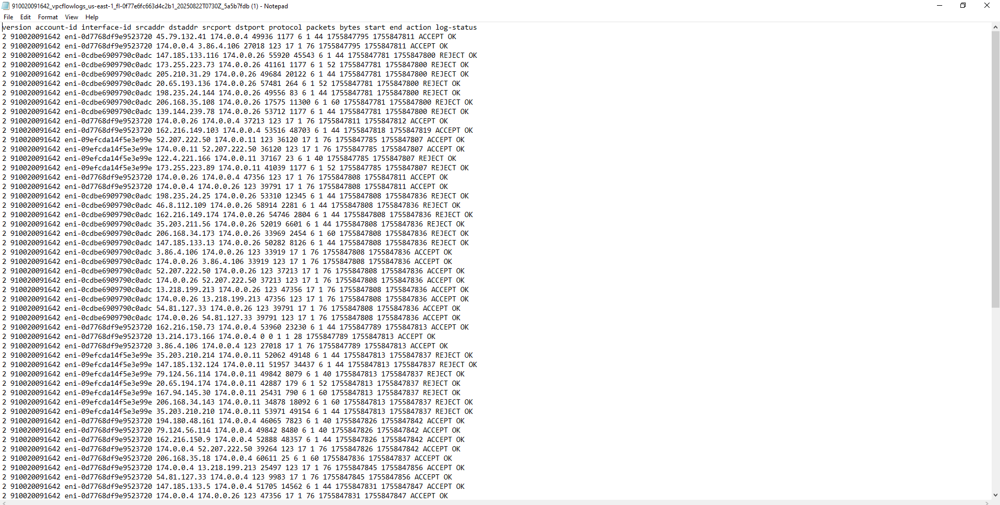 910020091642_vpcflowlogs_us-east-1_fl-0f77e6fc663d4c2b1_20250822T0730Z_5a5b7fdb (1) - Notepad
File Edit Format View Help
version account-id interface-id srcaddr dstaddr srcport dstport protocol packets bytes start end action log-status
2 910020091642 eni-0d7768df9e9523720 45.79.132.41 174.0.0.4 49936 1177 6 1 44 1755847795 1755847811 ACCEPT OK
2 910020091642 eni-0d7768df9e9523720 174.0.0.4 3.86.4.106 27018 123 17 1 76 1755847795 1755847811 ACCEPT OK
2 910020091642 eni-0cdbe6909790c0adc 147.185.133.116 174.0.0.26 55920 45543 6 1 44 1755847781 1755847800 REJECT OK
2 910020091642 eni-0cdbe6909790c0adc 173.255.223.73 174.0.0.26 41161 1177 6 1 52 1755847781 1755847800 REJECT OK
2 910020091642 eni-0cdbe6909790c0adc 205.210.31.29 174.0.0.26 49684 20122 6 1 44 1755847781 1755847800 REJECT OK
2 910020091642 eni-0cdbe6909790c0adc 20.65.193.136 174.0.0.26 57481 264 6 1 52 1755847781 1755847800 REJECT OK
2 910020091642 eni-0cdbe6909790c0adc 198.235.24.144 174.0.0.26 49556 83 6 1 44 1755847781 1755847800 REJECT OK
2 910020091642 eni-0cdbe6909790c0adc 206.168.35.108 174.0.0.26 17575 11300 6 1 60 1755847781 1755847800 REJECT OK
2 910020091642 eni-0cdbe6909790c0adc 139.144.239.78 174.0.0.26 53712 1177 6 1 44 1755847781 1755847800 REJECT OK
2 910020091642 eni-0d7768df9e9523720 174.0.0.26 174.0.0.4 37213 123 17 1 76 1755847811 1755847812 ACCEPT OK
2 910020091642 eni-0d7768df9e9523720 162.216.149.103 174.0.0.4 53516 48703 6 1 44 1755847818 1755847819 ACCEPT OK
2 910020091642 eni-09efcda14f5e3e99e 52.207.222.50 174.0.0.11 123 36120 17 1 76 1755847785 1755847807 ACCEPT OK
2 910020091642 eni-09efcda14f5e3e99e 174.0.0.11 52.207.222.50 36120 123 17 1 76 1755847785 1755847807 ACCEPT OK
2 910020091642 eni-09efcda14f5e3e99e 122.4.221.166 174.0.0.11 37167 23 6 1 40 1755847785 1755847807 REJECT OK
2 910020091642 eni-09efcda14f5e3e99e 173.255.223.89 174.0.0.11 41039 1177 6 1 52 1755847785 1755847807 REJECT OK
2 910020091642 eni-0d7768df9e9523720 174.0.0.26 174.0.0.4 47356 123 17 1 76 1755847808 1755847811 ACCEPT OK
2 910020091642 eni-0d7768df9e9523720 174.0.0.4 174.0.0.26 123 39791 17 1 76 1755847808 1755847811 ACCEPT OK
2 910020091642 eni-0cdbe6909790c0adc 198.235.24.25 174.0.0.26 53310 12345 6 1 44 1755847808 1755847836 REJECT OK
2 910020091642 eni-0cdbe6909790c0adc 46.8.112.109 174.0.0.26 58914 2281 6 1 44 1755847808 1755847836 REJECT OK
2 910020091642 eni-0cdbe6909790c0adc 162.216.149.174 174.0.0.26 54746 2804 6 1 44 1755847808 1755847836 REJECT OK
2 910020091642 eni-0cdbe6909790c0adc 35.203.211.56 174.0.0.26 52019 6601 6 1 44 1755847808 1755847836 REJECT OK
2 910020091642 eni-0cdbe6909790c0adc 206.168.34.173 174.0.0.26 33969 2454 6 1 60 1755847808 1755847836 REJECT OK
2 910020091642 eni-0cdbe6909790c0adc 147.185.133.13 174.0.0.26 50282 8126 6 1 44 1755847808 1755847836 REJECT OK
2 910020091642 eni-0cdbe6909790c0adc 3.86.4.106 174.0.0.26 123 33919 17 1 76 1755847808 1755847836 ACCEPT OK
2 910020091642 eni-0cdbe6909790c0adc 174.0.0.26 3.86.4.106 33919 123 17 1 76 1755847808 1755847836 ACCEPT OK
2 910020091642 eni-0cdbe6909790c0adc 52.207.222.50 174.0.0.26 123 37213 17 1 76 1755847808 1755847836 ACCEPT OK
2 910020091642 eni-0cdbe6909790c0adc 174.0.0.26 52.207.222.50 37213 123 17 1 76 1755847808 1755847836 ACCEPT OK
2 910020091642 eni-0cdbe6909790c0adc 13.218.199.213 174.0.0.26 123 47356 17 1 76 1755847808 1755847836 ACCEPT OK
2 910020091642 eni-0cdbe6909790c0adc 174.0.0.26 13.218.199.213 47356 123 17 1 76 1755847808 1755847836 ACCEPT OK
2 910020091642 eni-0cdbe6909790c0adc 54.81.127.33 174.0.0.26 123 39791 17 1 76 1755847808 1755847836 ACCEPT OK
2 910020091642 eni-0cdbe6909790c0adc 174.0.0.26 54.81.127.33 39791 123 17 1 76 1755847808 1755847836 ACCEPT OK
2 910020091642 eni-0d7768df9e9523720 162.216.150.73 174.0.0.4 53960 23230 6 1 44 1755847789 1755847813 ACCEPT OK
2 910020091642 eni-0d7768df9e9523720 13.214.173.166 174.0.0.4 0 0 1 1 28 1755847789 1755847813 ACCEPT OK
2 910020091642 eni-0d7768df9e9523720 3.86.4.106 174.0.0.4 123 27018 17 1 76 1755847789 1755847813 ACCEPT OK
2 910020091642 eni-09efcda14f5e3e99e 35.203.210.214 174.0.0.11 52062 49148 6 1 44 1755847813 1755847837 REJECT OK
2 910020091642 eni-09efcda14f5e3e99e 147.185.132.124 174.0.0.11 51957 34437 6 1 44 1755847813 1755847837 REJECT OK
2 910020091642 eni-09efcda14f5e3e99e 79.124.56.114 174.0.0.11 49842 8079 6 1 40 1755847813 1755847837 REJECT OK
2 910020091642 eni-09efcda14f5e3e99e 20.65.194.174 174.0.0.11 42887 179 6 1 52 1755847813 1755847837 REJECT OK
2 910020091642 eni-09efcda14f5e3e99e 167.94.145.30 174.0.0.11 25431 790 6 1 60 1755847813 1755847837 REJECT OK
2 910020091642 eni-09efcda14f5e3e99e 206.168.34.143 174.0.0.11 34878 18092 6 1 60 1755847813 1755847837 REJECT OK
2 910020091642 eni-09efcda14f5e3e99e 35.203.210.210 174.0.0.11 53971 49154 6 1 44 1755847813 1755847837 REJECT OK
2 910020091642 eni-0d7768df9e9523720 194.180.48.161 174.0.0.4 46065 7823 6 1 40 1755847826 1755847842 ACCEPT OK
2 910020091642 eni-0d7768df9e9523720 79.124.56.114 174.0.0.4 49842 8480 6 1 40 1755847826 1755847842 ACCEPT OK
2 910020091642 eni-0d7768df9e9523720 162.216.150.9 174.0.0.4 52888 48357 6 1 44 1755847826 1755847842 ACCEPT OK
2 910020091642 eni-0d7768df9e9523720 174.0.0.4 52.207.222.50 39264 123 17 1 76 1755847826 1755847842 ACCEPT OK
2 910020091642 eni-0d7768df9e9523720 206.168.35.18 174.0.0.4 60611 25 6 1 60 1755847836 1755847837 ACCEPT OK
2 910020091642 eni-0d7768df9e9523720 174.0.0.4 13.218.199.213 25497 123 17 1 76 1755847845 1755847856 ACCEPT OK
2 910020091642 eni-0d7768df9e9523720 54.81.127.33 174.0.0.4 123 9983 17 1 76 1755847845 1755847856 ACCEPT OK
2 910020091642 eni-0d7768df9e9523720 147.185.133.5 174.0.0.4 51705 14562 6 1 44 1755847831 1755847847 ACCEPT OK
2 910020091642 eni-0d7768df9e9523720 174.0.0.4 174.0.0.26 123 47356 17 1 76 1755847831 1755847847 ACCEPT OK